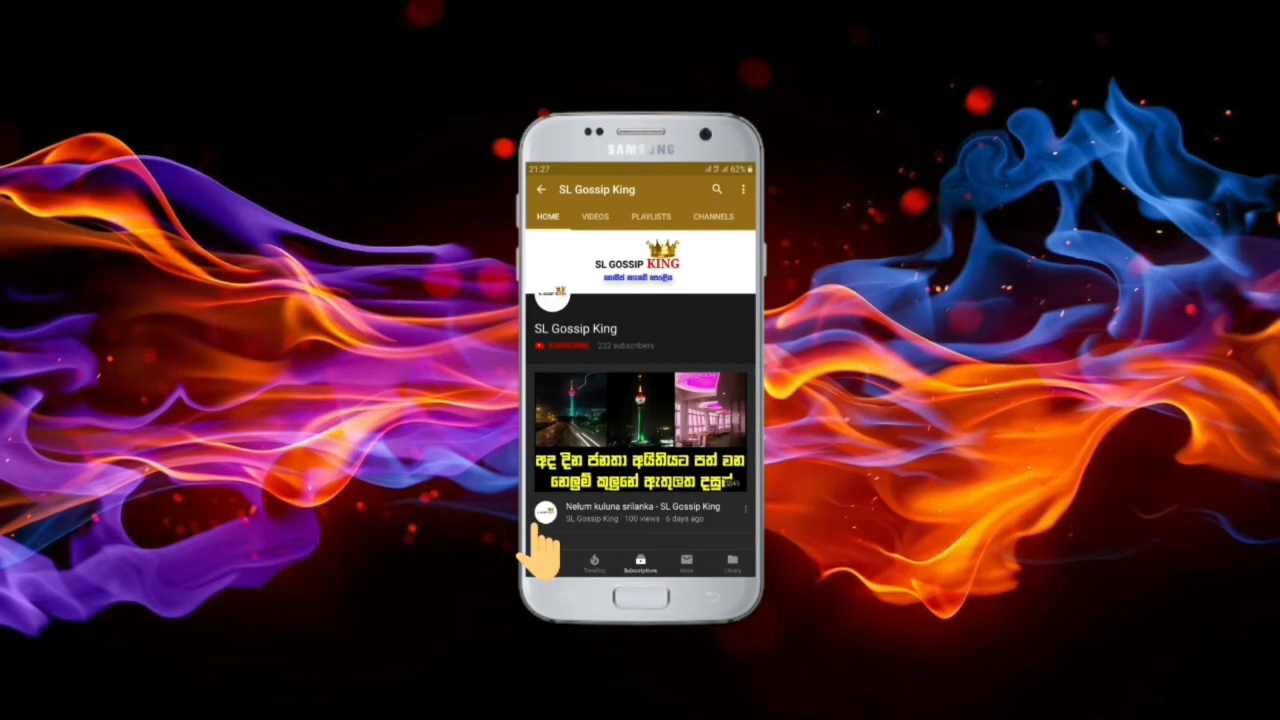 SAMSUNG
21:27
62%
SL Gossip King
HOME VIDEOS PLAYLISTS CHANNELS
SL GOSSIP KING
SL Gossip King
SUBSCRIBE 232 subscribers
අද දින ජනතා අයිතියට පත් වන
නෙලුම් කුලුනේ ඇතුලත දසුන්
Nelum kuluna srilanka - SL Gossip King
SL Gossip King · 100 views · 6 days ago
Trending Subscriptions Inbox Library